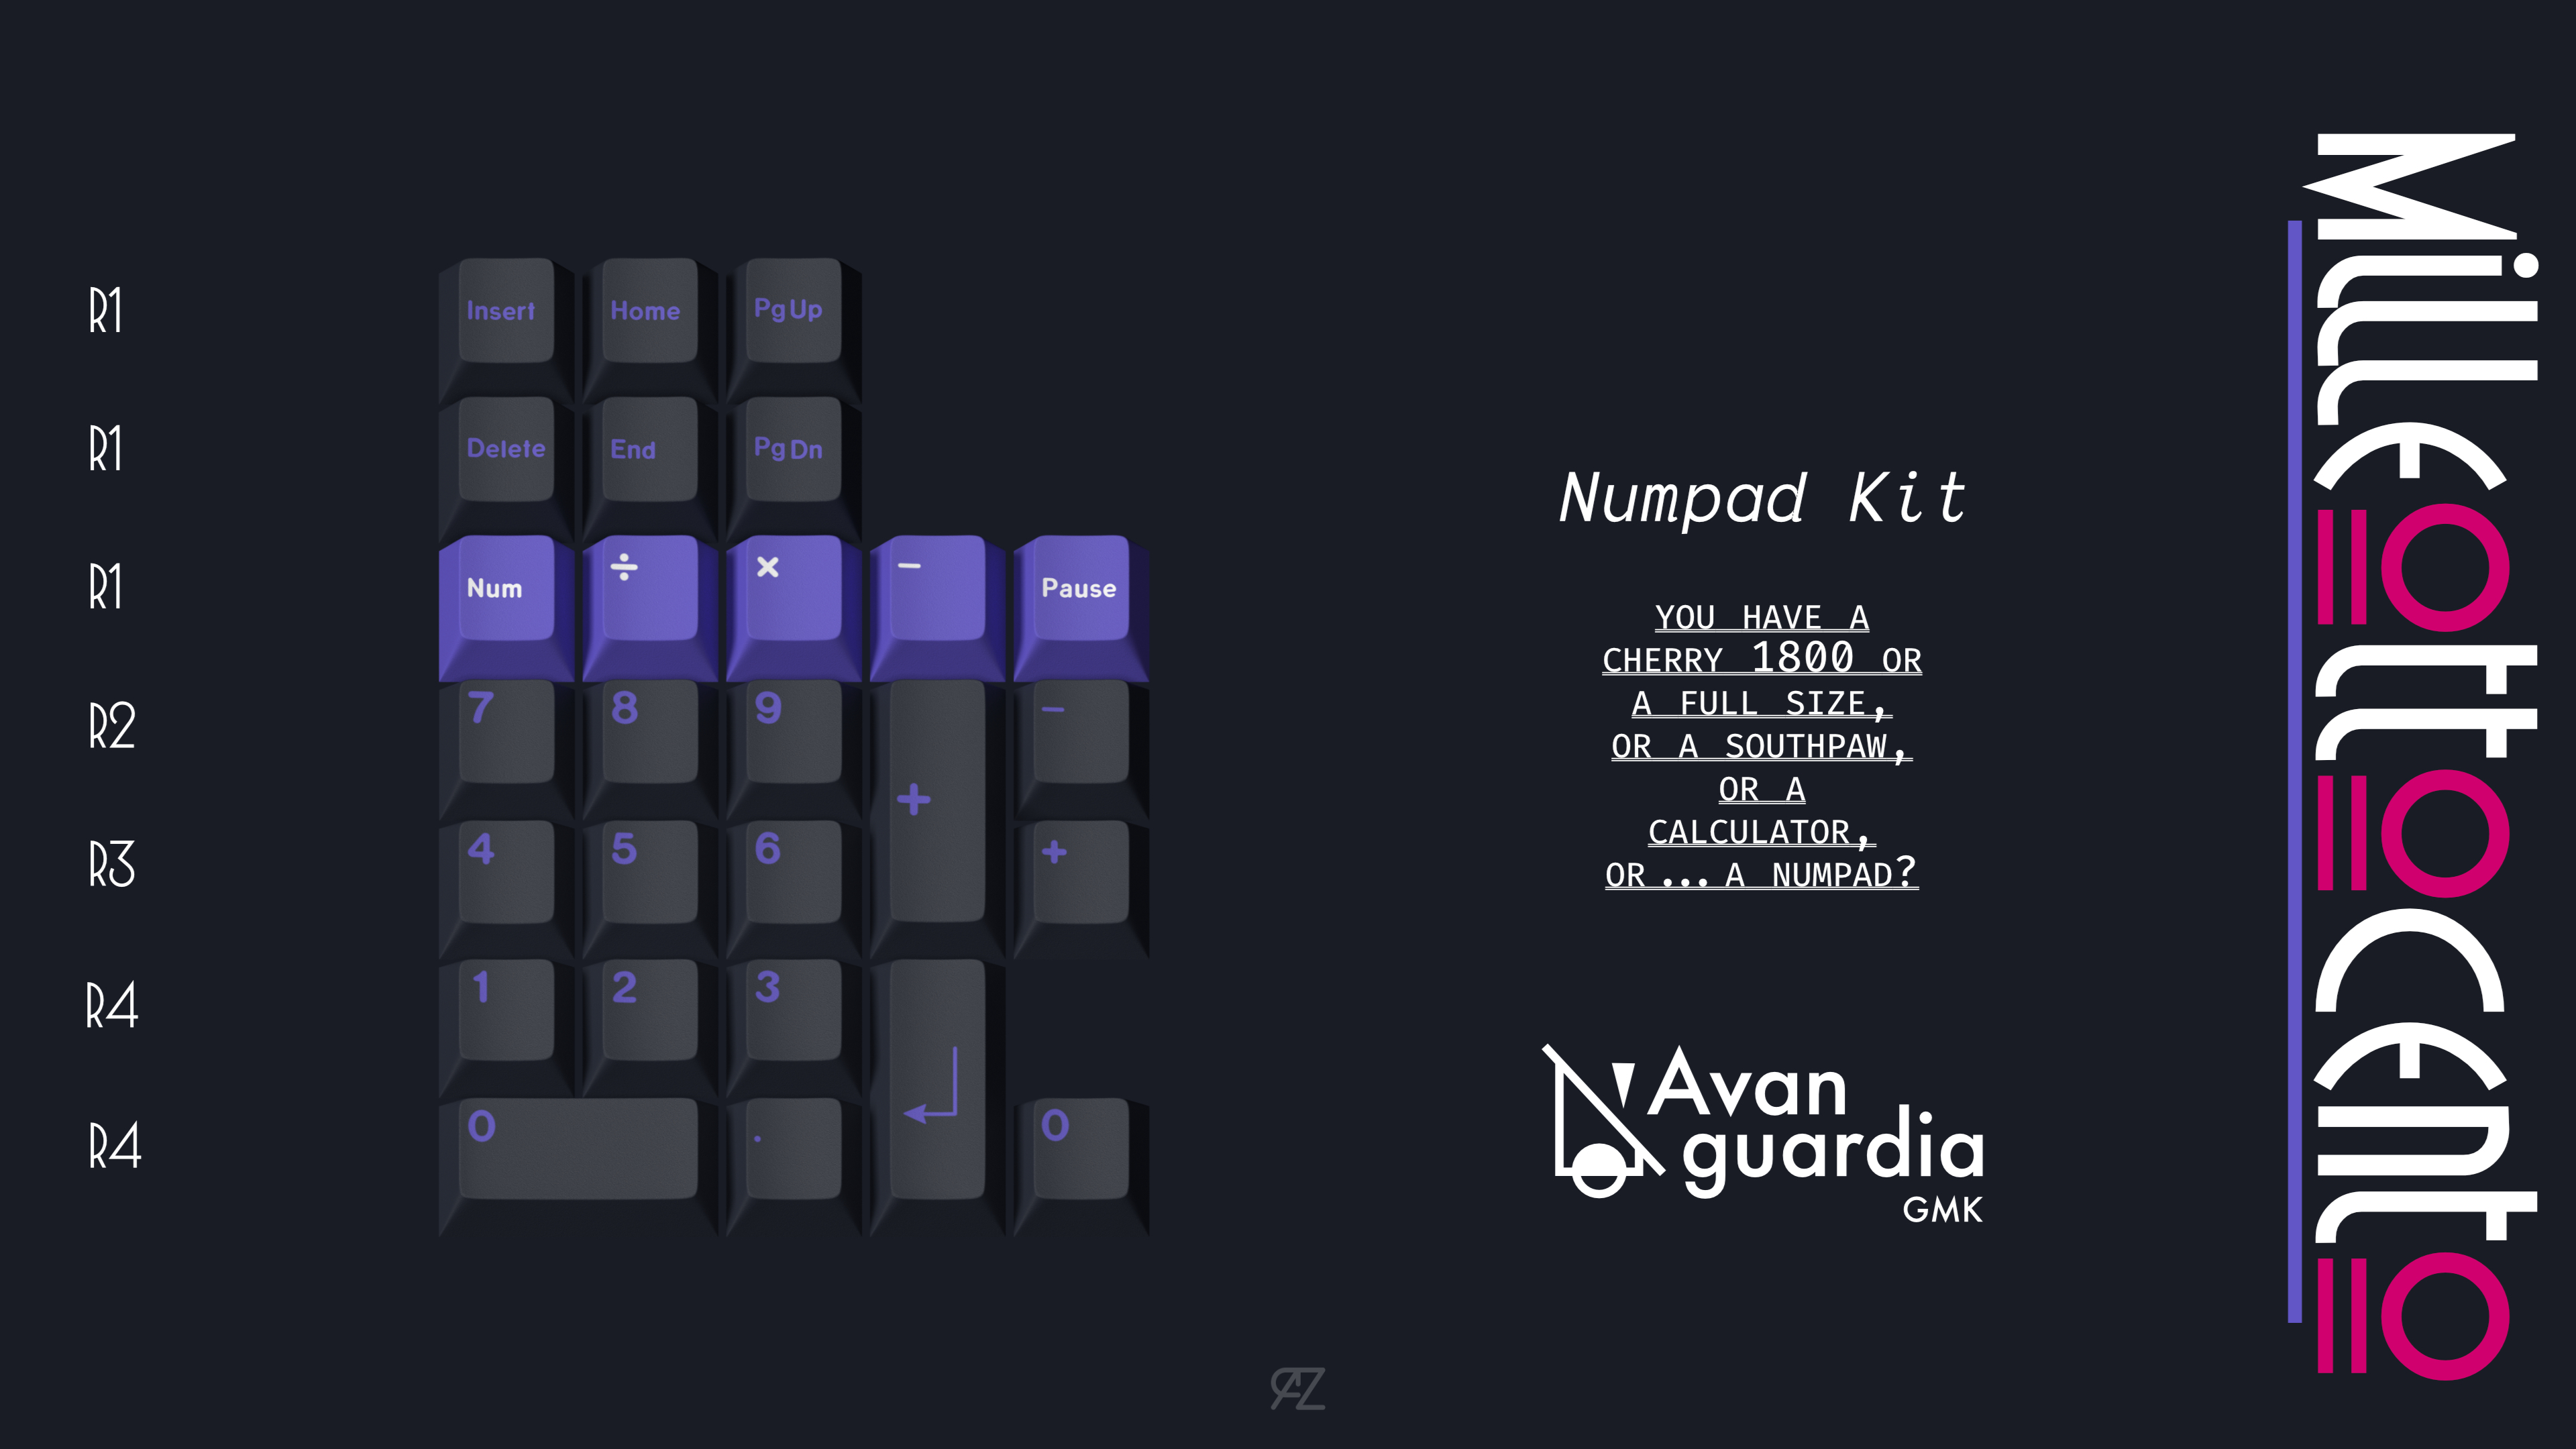 R1 Insert Home PgUp
R1 Delete End PgDn
R1 Num ÷ × − Pause
R2 7 8 9 + −
R3 4 5 6 +
R4 1 2 3
R4 0 . 0
Numpad Kit
YOU HAVE A
CHERRY 1800 OR
A FULL SIZE,
OR A SOUTHPAW,
OR A
CALCULATOR,
OR ... A NUMPAD?
Avan
guardia
GMK
Milleottocento